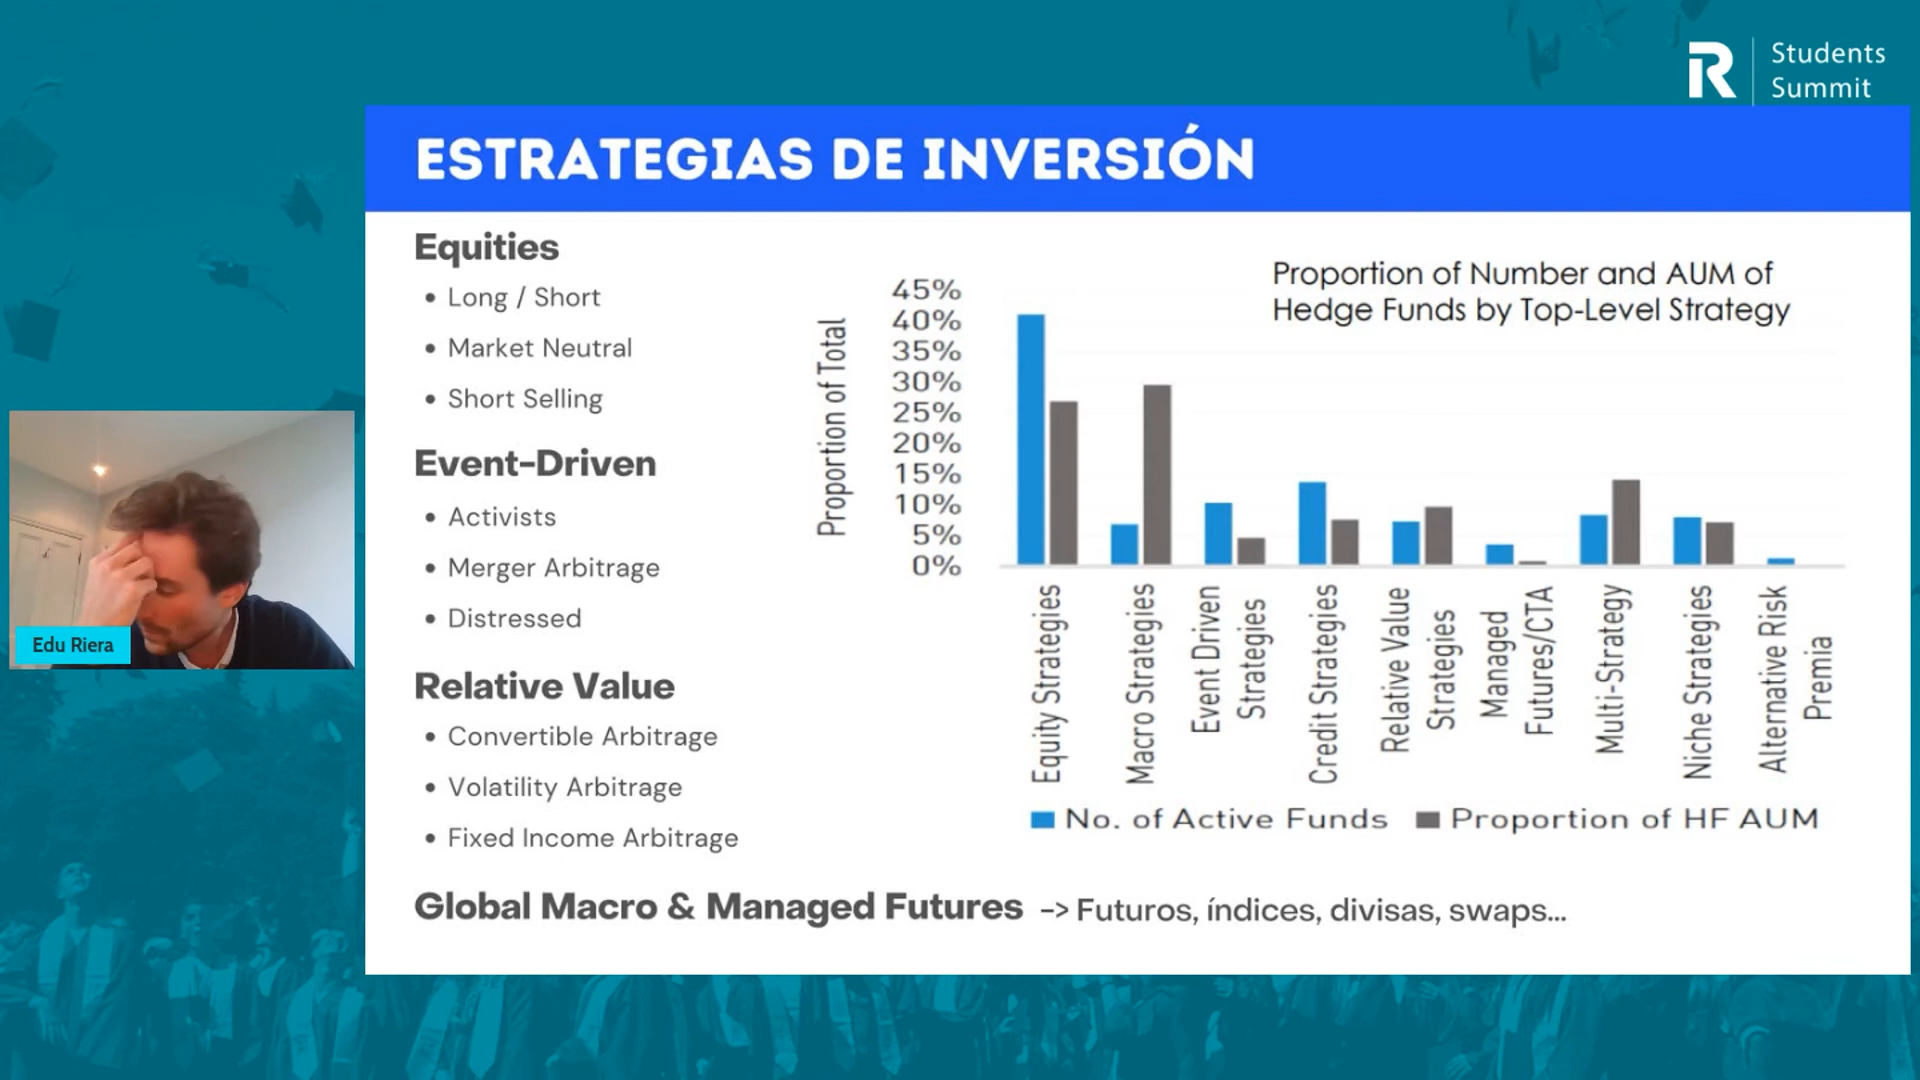 Students
Summit
ESTRATEGIAS DE INVERSIÓN
Equities
• Long / Short
• Market Neutral
• Short Selling
Event-Driven
• Activists
• Merger Arbitrage
• Distressed
Relative Value
• Convertible Arbitrage
• Volatility Arbitrage
• Fixed Income Arbitrage
Global Macro & Managed Futures -> Futuros, índices, divisas, swaps...
Proportion of Number and AUM of
Hedge Funds by Top-Level Strategy
Proportion of Total
45%
40%
35%
30%
25%
20%
15%
10%
5%
0%
Equity Strategies
Macro Strategies
Event Driven
Strategies
Credit Strategies
Relative Value
Strategies
Managed
Futures/CTA
Multi-Strategy
Niche Strategies
Alternative Risk
Premia
No. of Active Funds
Proportion of HF AUM
Edu Riera